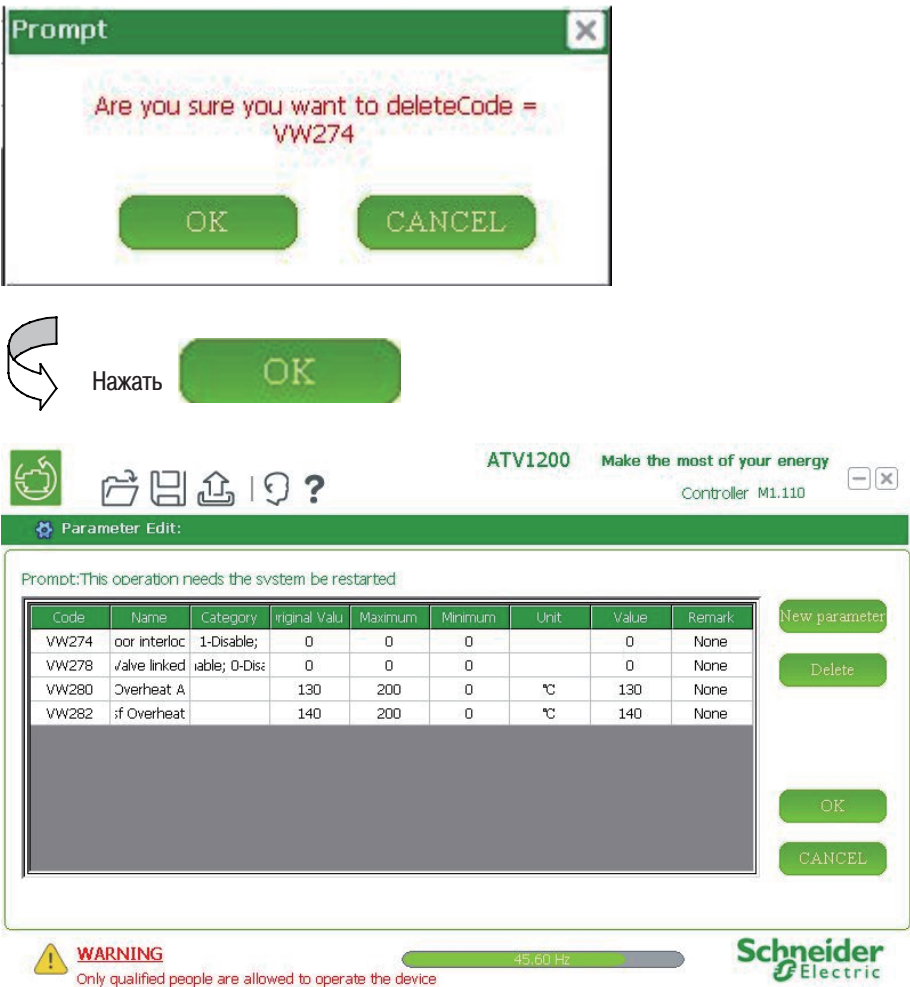 Prompt
Are you sure you want to deleteCode =
VW274
OK CANCEL
Нажать OK
ATV1200 Make the most of your energy
Controller M1.110
Parameter Edit:
Prompt:This operation needs the system be restarted
Code Name Category riginal Valu Maximum Minimum Unit Value Remark
VW274 oor interloc 1-Disable; 0 0 0 0 None
VW278 Valve linked able; 0-Disa 0 0 0 0 None
VW280 Overheat A 130 200 0 °C 130 None
VW282 sf Overheat 140 200 0 °C 140 None
New parameter
Delete
OK
CANCEL
WARNING
Only qualified people are allowed to operate the device
45.60 Hz
Schneider
Electric